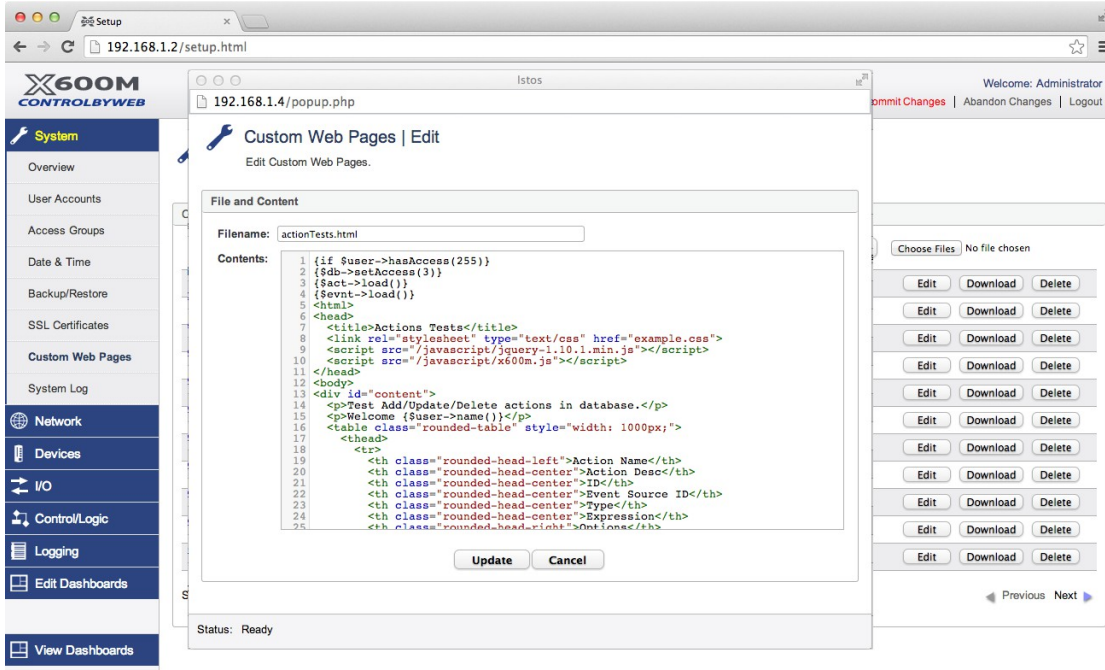 Setup
192.168.1.2/setup.html
X600M
CONTROLBYWEB
Welcome: Administrator
ommit Changes | Abandon Changes | Logout
System
Overview
User Accounts
Access Groups
Date & Time
Backup/Restore
SSL Certificates
Custom Web Pages
System Log
Network
Devices
I/O
Control/Logic
Logging
Edit Dashboards
View Dashboards
Istos
192.168.1.4/popup.php
Custom Web Pages | Edit
Edit Custom Web Pages.
File and Content
Filename: actionTests.html
Contents:
1 {if $user->hasAccess(255)}
2 {$db->setAccess(3)}
3 {$act->load()}
4 {$evnt->load()}
5 <html>
6 <head>
7 <title>Actions Tests</title>
8 <link rel="stylesheet" type="text/css" href="example.css">
9 <script src="/javascript/jquery-1.10.1.min.js"></script>
10 <script src="/javascript/x600m.js"></script>
11 </head>
12 <body>
13 <div id="content">
14 <p>Test Add/Update/Delete actions in database.</p>
15 <p>Welcome {$user->name()}</p>
16 <table class="rounded-table" style="width: 1000px;">
17 <thead>
18 <tr>
19 <th class="rounded-head-left">Action Name</th>
20 <th class="rounded-head-center">Action Desc</th>
21 <th class="rounded-head-center">ID</th>
22 <th class="rounded-head-center">Event Source ID</th>
23 <th class="rounded-head-center">Type</th>
24 <th class="rounded-head-center">Expression</th>
25 <th class="rounded-head-right">Options</th>
Update Cancel
Status: Ready
Choose Files No file chosen
Edit Download Delete
Edit Download Delete
Edit Download Delete
Edit Download Delete
Edit Download Delete
Edit Download Delete
Edit Download Delete
Edit Download Delete
Edit Download Delete
Edit Download Delete
Edit Download Delete
Previous Next